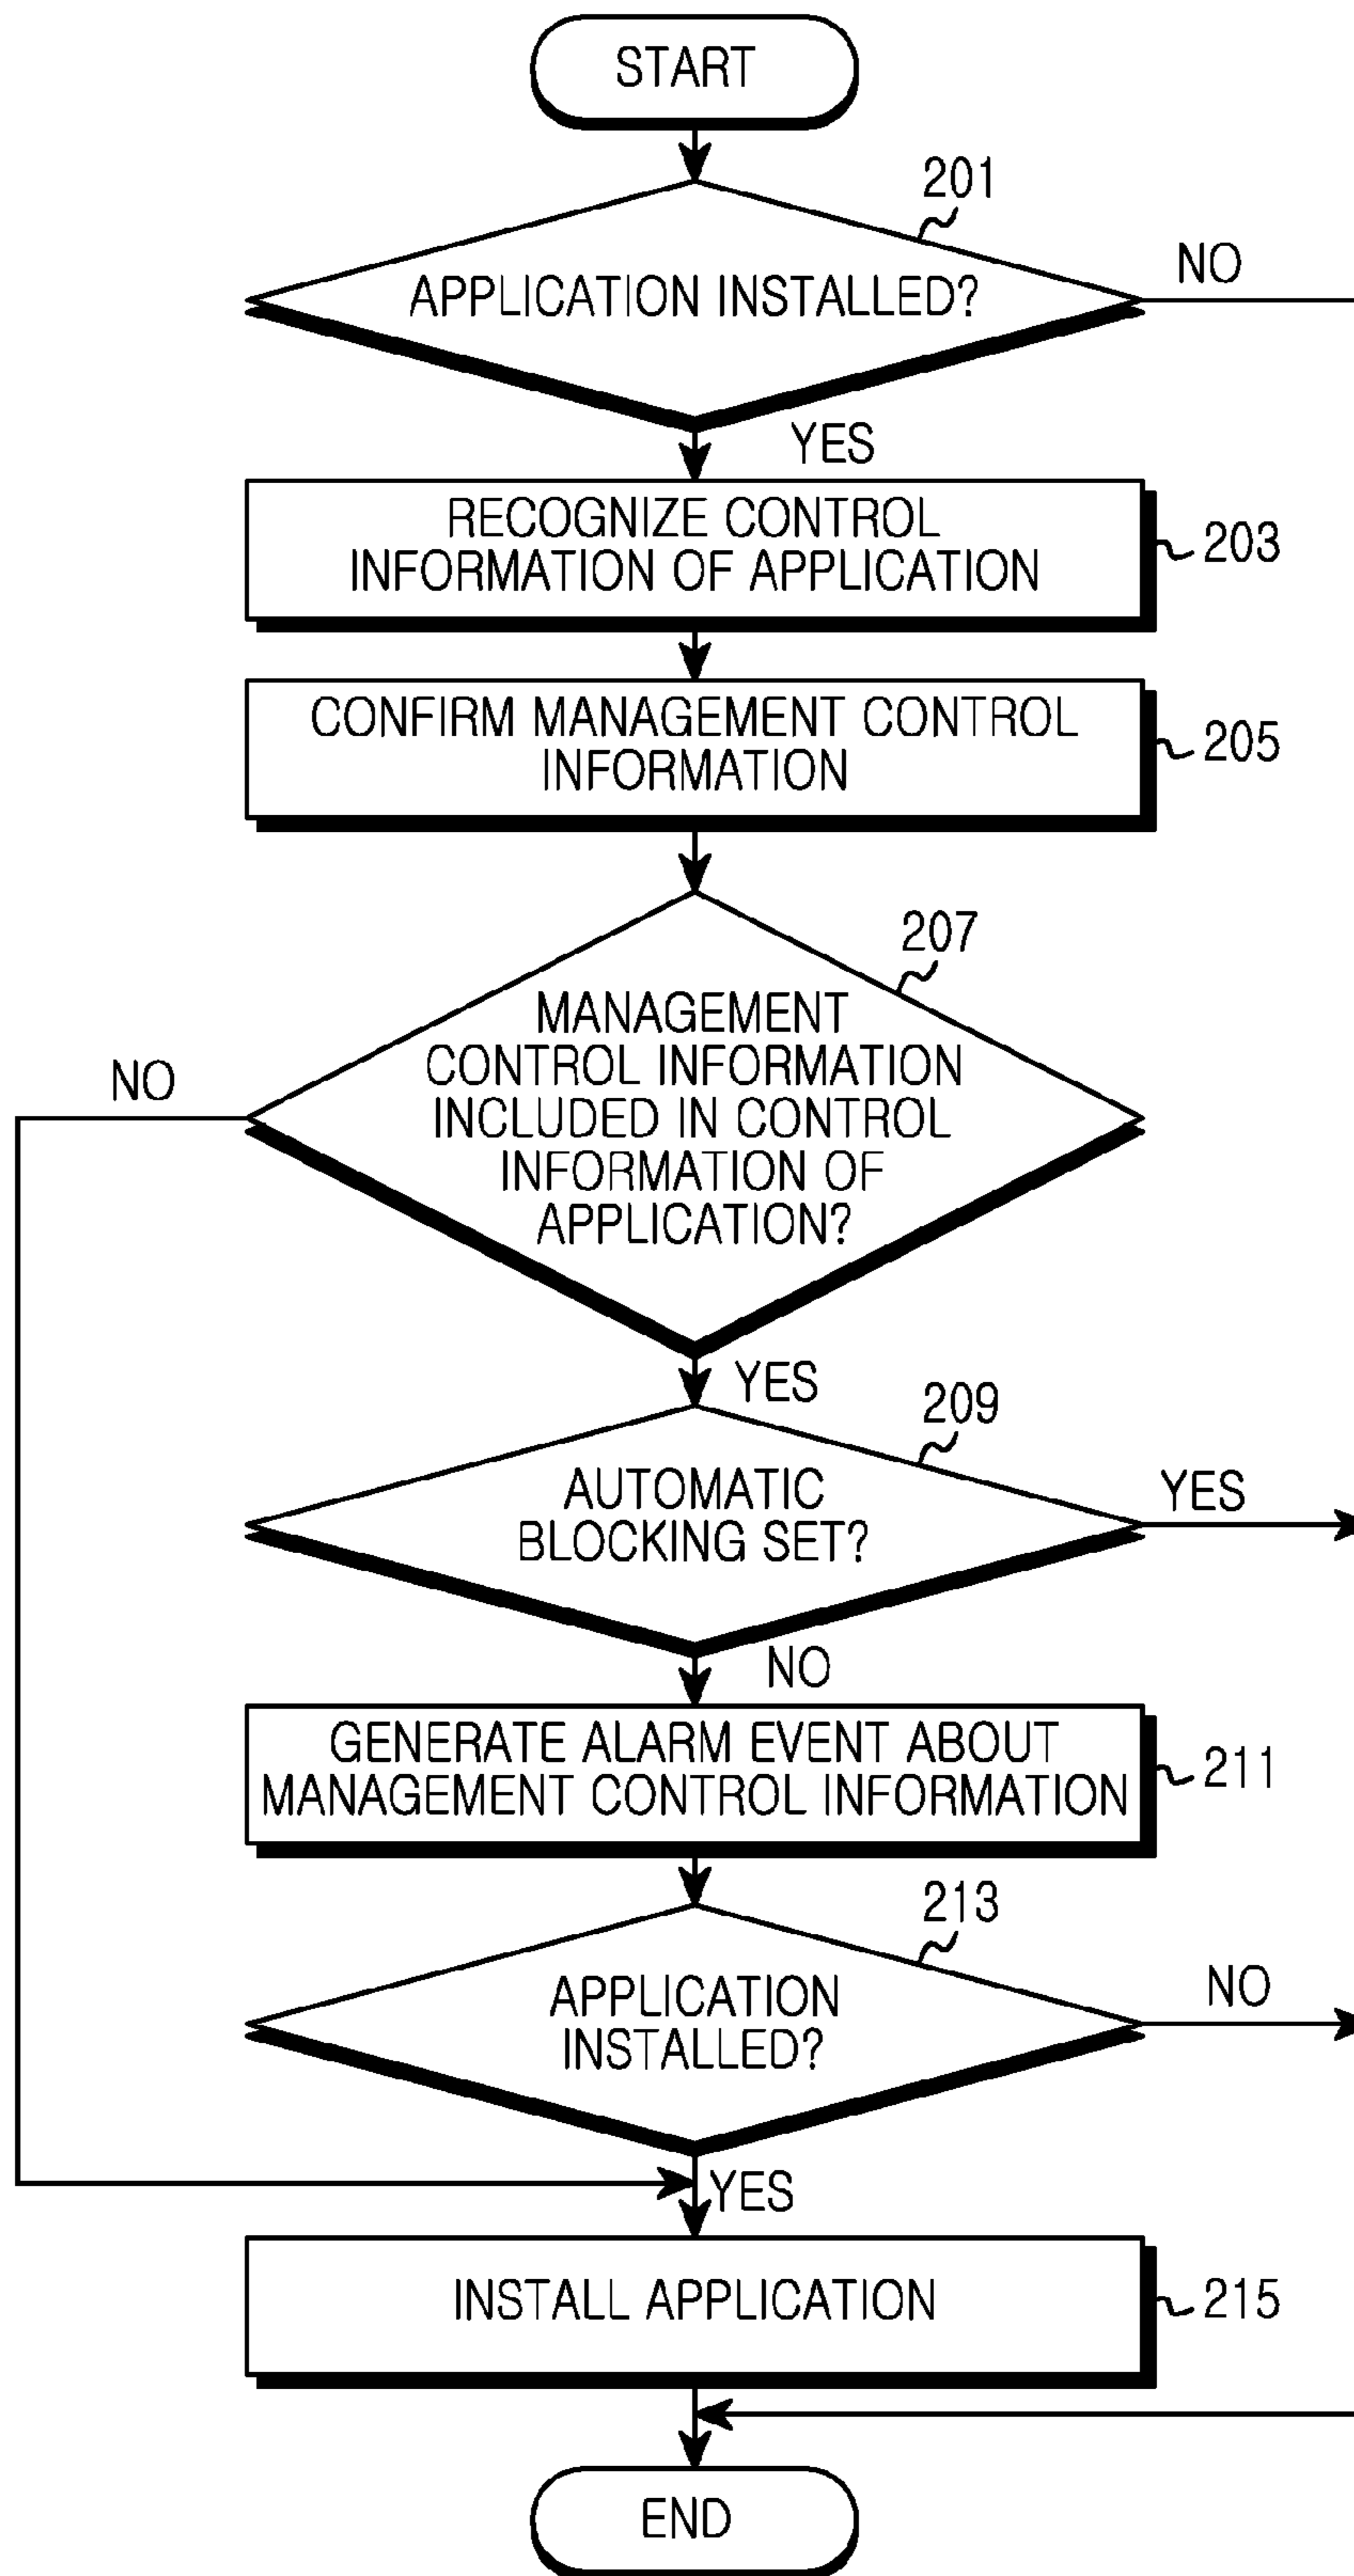 START
201
APPLICATION INSTALLED?
NO
YES
RECOGNIZE CONTROL
INFORMATION OF APPLICATION
203
CONFIRM MANAGEMENT CONTROL
INFORMATION
205
207
MANAGEMENT
CONTROL INFORMATION
INCLUDED IN CONTROL
INFORMATION OF
APPLICATION?
NO
YES
209
AUTOMATIC
BLOCKING SET?
YES
NO
GENERATE ALARM EVENT ABOUT
MANAGEMENT CONTROL INFORMATION
211
213
APPLICATION
INSTALLED?
NO
YES
INSTALL APPLICATION
215
END